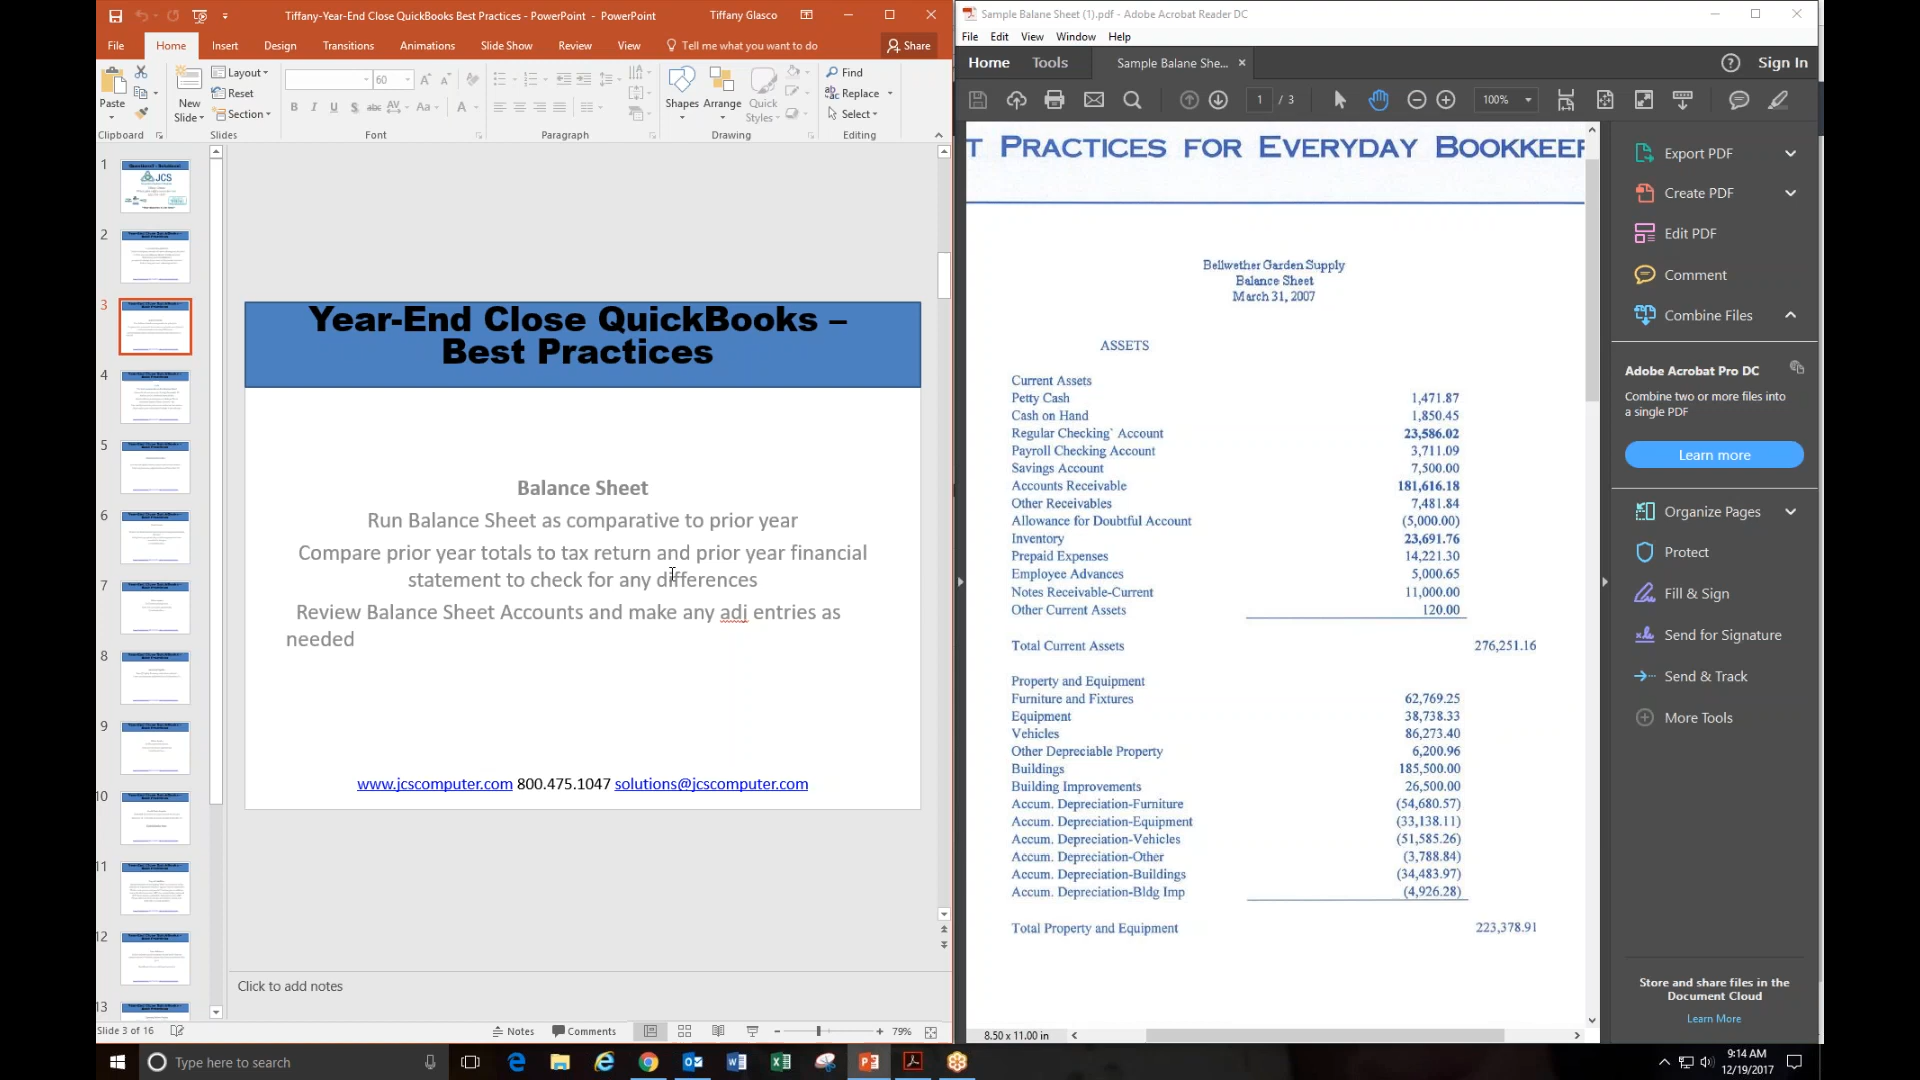 Tiffany-Year-End Close QuickBooks Best Practices - PowerPoint - PowerPoint
Tiffany Glasco
File Home Insert Design Transitions Animations Slide Show Review View Tell me what you want to do Share
Paste
Clipboard
New Slide
Layout
Reset
Section
Slides
60
B I U S abc AV Aa A
Font
Paragraph
Shapes Arrange Quick Styles
Drawing
Find
Replace
Select
Editing
1
JCS
2
3
4
5
6
7
8
9
10
11
12
13
Year-End Close QuickBooks –
Best Practices
Balance Sheet
Run Balance Sheet as comparative to prior year
Compare prior year totals to tax return and prior year financial
statement to check for any differences
Review Balance Sheet Accounts and make any adj entries as
needed
www.jcscomputer.com 800.475.1047 solutions@jcscomputer.com
Click to add notes
Slide 3 of 16
Notes Comments 79%
Sample Balane Sheet (1).pdf - Adobe Acrobat Reader DC
File Edit View Window Help
Home Tools Sample Balane She... Sign In
1 / 3 100%
T PRACTICES FOR EVERYDAY BOOKKEEP
Bellwether Garden Supply
Balance Sheet
March 31, 2007
ASSETS
Current Assets
Petty Cash 1,471.87
Cash on Hand 1,850.45
Regular Checking Account 23,586.02
Payroll Checking Account 3,711.09
Savings Account 7,500.00
Accounts Receivable 181,616.18
Other Receivables 7,481.84
Allowance for Doubtful Account (5,000.00)
Inventory 23,691.76
Prepaid Expenses 14,221.30
Employee Advances 5,000.65
Notes Receivable-Current 11,000.00
Other Current Assets 120.00
Total Current Assets 276,251.16
Property and Equipment
Furniture and Fixtures 62,769.25
Equipment 38,738.33
Vehicles 86,273.40
Other Depreciable Property 6,200.96
Buildings 185,500.00
Building Improvements 26,500.00
Accum. Depreciation-Furniture (54,680.57)
Accum. Depreciation-Equipment (33,138.11)
Accum. Depreciation-Vehicles (51,585.26)
Accum. Depreciation-Other (3,788.84)
Accum. Depreciation-Buildings (34,483.97)
Accum. Depreciation-Bldg Imp (4,926.28)
Total Property and Equipment 223,378.91
8.50 x 11.00 in
Export PDF
Create PDF
Edit PDF
Comment
Combine Files
Adobe Acrobat Pro DC
Combine two or more files into
a single PDF
Learn more
Organize Pages
Protect
Fill & Sign
Send for Signature
Send & Track
More Tools
Store and share files in the
Document Cloud
Learn More
Type here to search
9:14 AM
12/19/2017